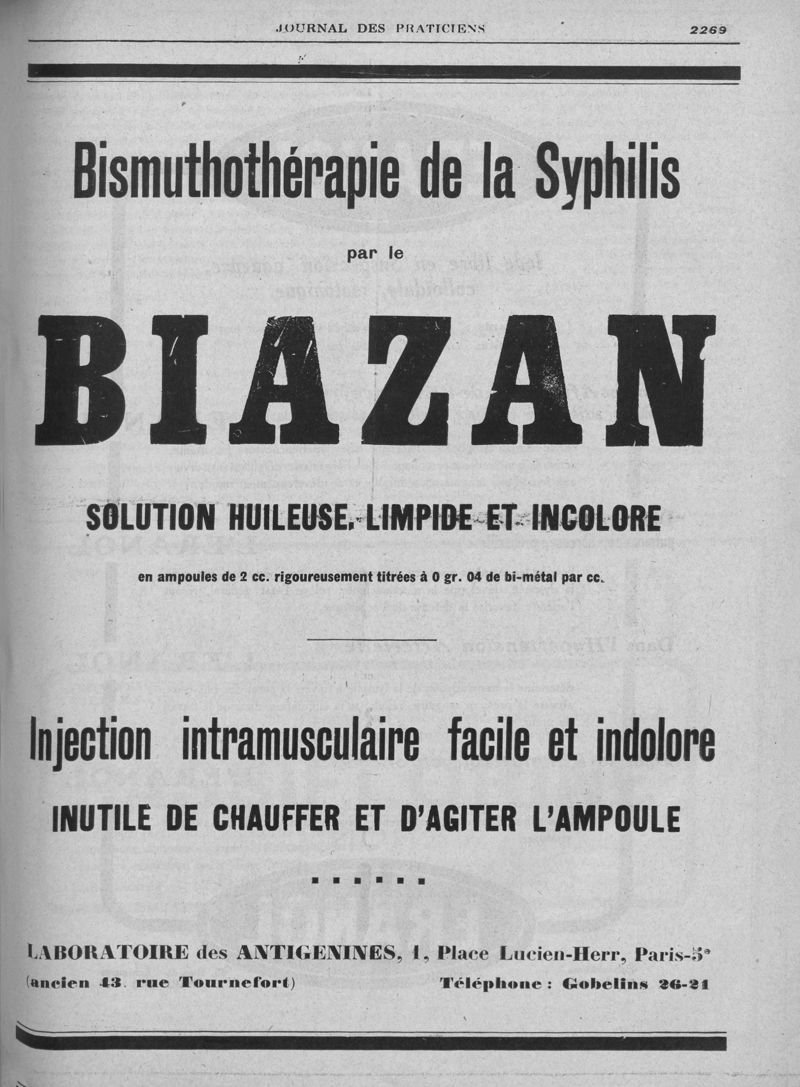 JOURNAL DES PRATICIENS 2269
Bismuthothérapie de la Syphilis
par le
BIAZAN
SOLUTION HUILEUSE, LIMPIDE ET INCOLORE
en ampoules de 2 cc. rigoureusement titrées à 0 gr. 04 de bi-métal par cc.
Injection intramusculaire facile et indolore
INUTILE DE CHAUFFER ET D'AGITER L'AMPOULE
LABORATOIRE des ANTIGENINES, 1, Place Lucien-Herr, Paris-5e
(ancien 43. rue Tournefort) Téléphone : Gobelins 26-21